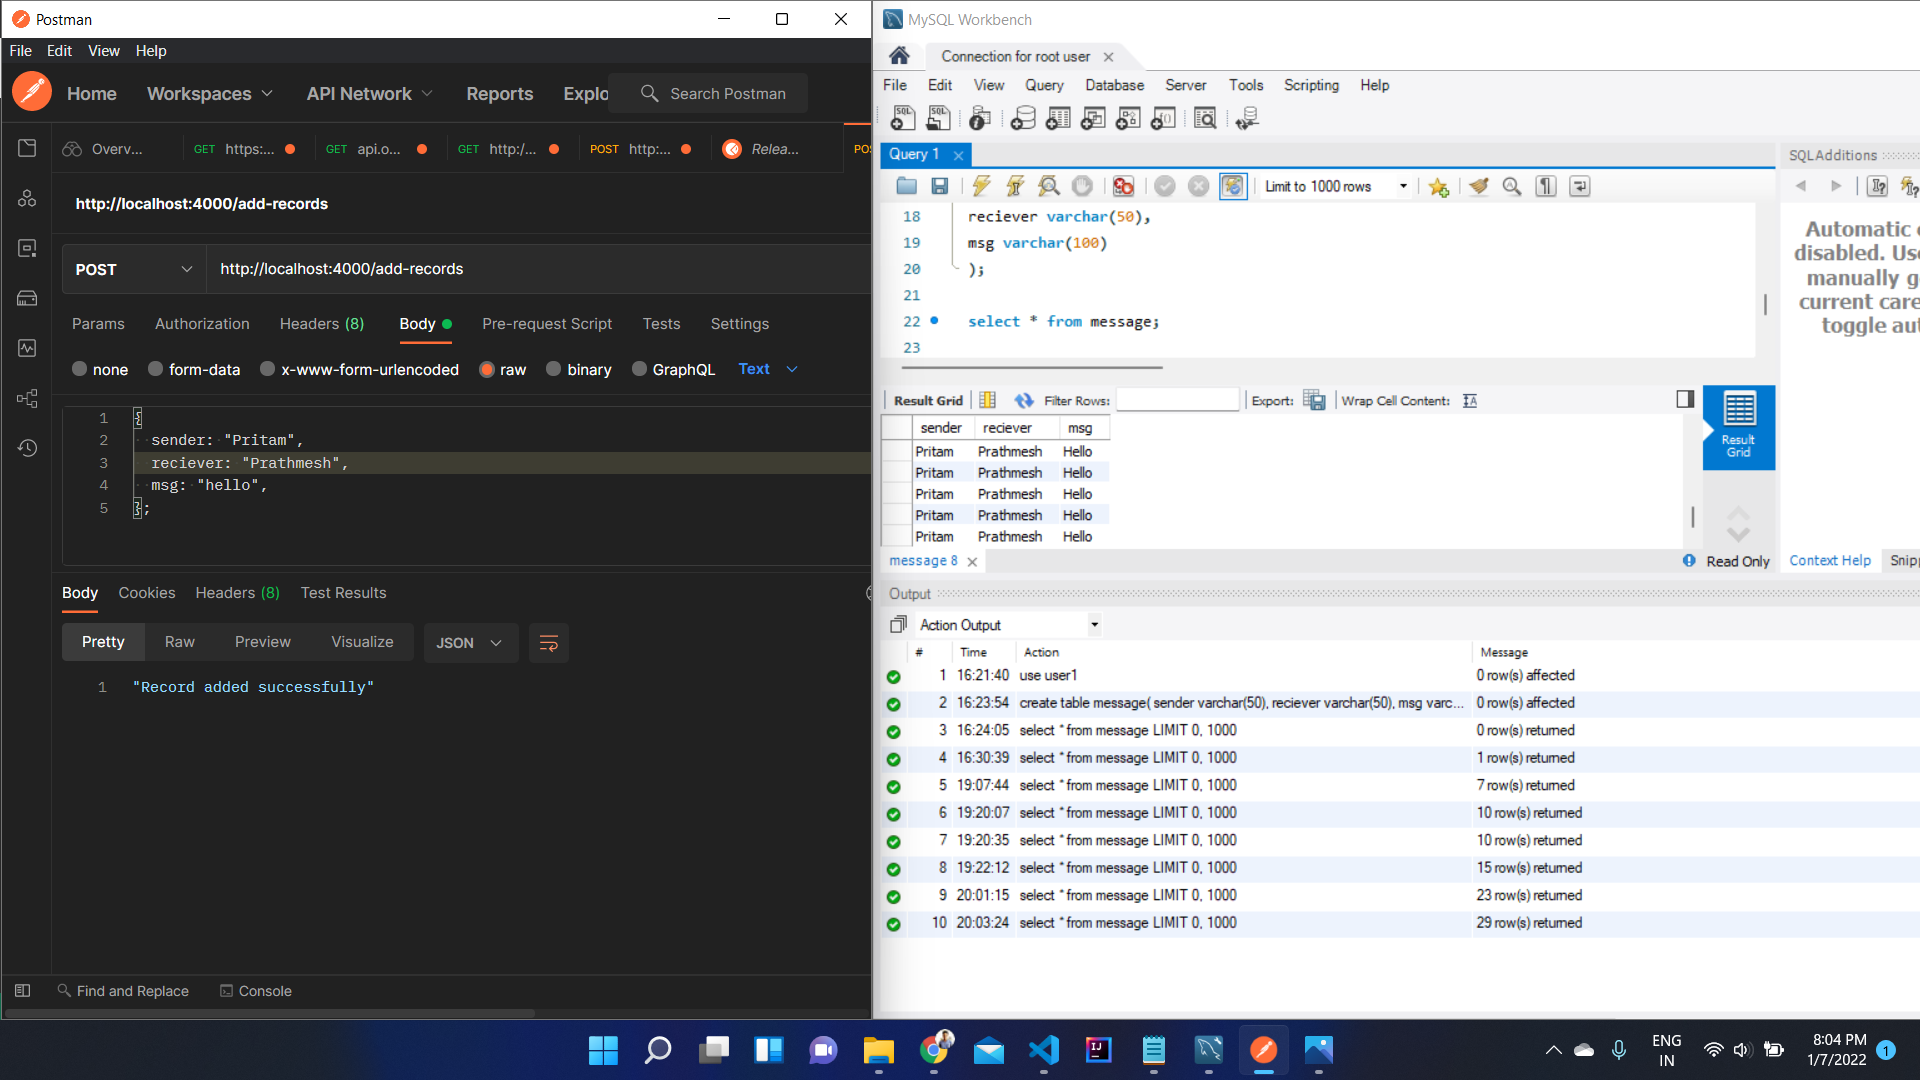 Postman
File Edit View Help
Home Workspaces API Network Reports Explo Search Postman
Overv... GET https:... GET api.o... GET http:/... POST http:... Relea... POS
http://localhost:4000/add-records
POST http://localhost:4000/add-records
Params Authorization Headers (8) Body Pre-request Script Tests Settings
none form-data x-www-form-urlencoded raw binary GraphQL Text
1 {
2 sender: "Pritam",
3 reciever: "Prathmesh",
4 msg: "hello",
5 };
Body Cookies Headers (8) Test Results
Pretty Raw Preview Visualize JSON
1 "Record added successfully"
Find and Replace Console
MySQL Workbench
Connection for root user
File Edit View Query Database Server Tools Scripting Help
Query 1
Limit to 1000 rows
18 reciever varchar(50),
19 msg varchar(100)
20 );
21
22 select * from message;
23
Result Grid Filter Rows: Export: Wrap Cell Content:
sender reciever msg
Pritam Prathmesh Hello
Pritam Prathmesh Hello
Pritam Prathmesh Hello
Pritam Prathmesh Hello
Pritam Prathmesh Hello
Result
Grid
message 8 Read Only
SQLAdditions
Automatic c
disabled. Use
manually ge
current care
toggle aut
Context Help Snipp
Output
Action Output
# Time Action Message
1 16:21:40 use user1 0 row(s) affected
2 16:23:54 create table message( sender varchar(50), reciever varchar(50), msg varc... 0 row(s) affected
3 16:24:05 select * from message LIMIT 0, 1000 0 row(s) returned
4 16:30:39 select * from message LIMIT 0, 1000 1 row(s) returned
5 19:07:44 select * from message LIMIT 0, 1000 7 row(s) returned
6 19:20:07 select * from message LIMIT 0, 1000 10 row(s) returned
7 19:20:35 select * from message LIMIT 0, 1000 10 row(s) returned
8 19:22:12 select * from message LIMIT 0, 1000 15 row(s) returned
9 20:01:15 select * from message LIMIT 0, 1000 23 row(s) returned
10 20:03:24 select * from message LIMIT 0, 1000 29 row(s) returned
ENG
IN
8:04 PM
1/7/2022
1